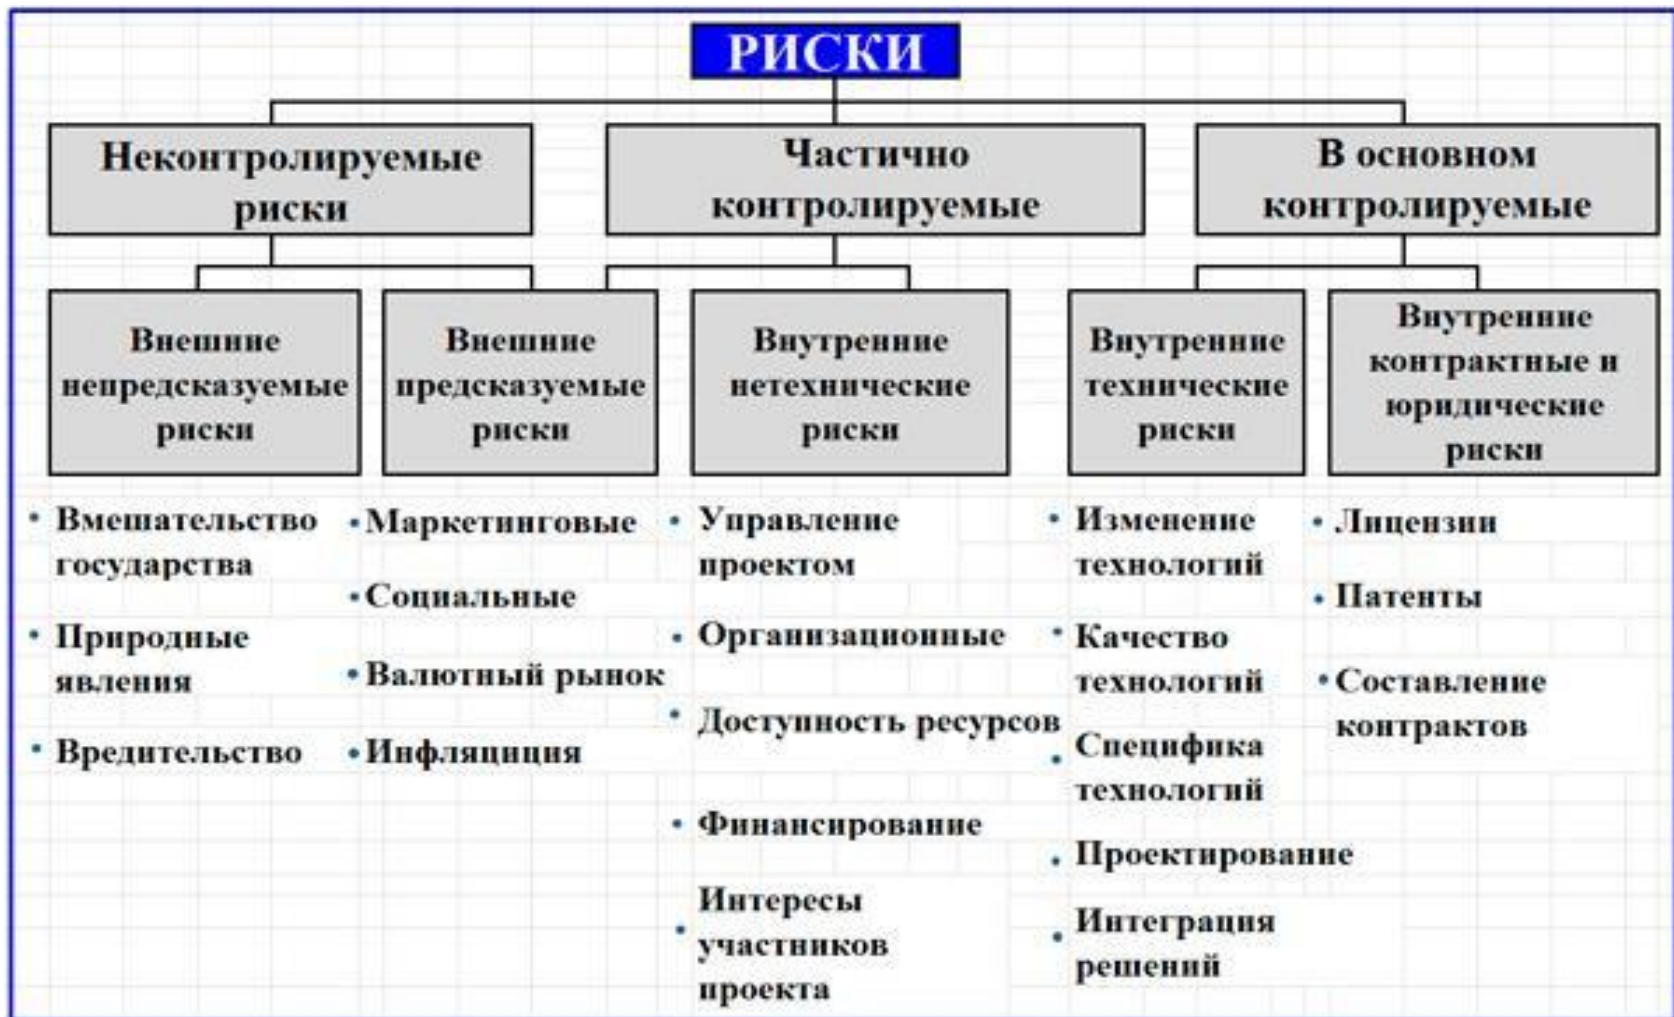 РИСКИ
Неконтролируемые
риски
Частично
контролируемые
В основном
контролируемые
Внешние
непредсказуемые
риски
Внешние
предсказуемые
риски
Внутренние
нетехнические
риски
Внутренние
технические
риски
Внутренние
контрактные и
юридические
риски
• Вмешательство
государства
• Природные
явления
• Вредительство
• Маркетинговые
• Социальные
• Валютный рынок
• Инфляциция
• Управление
проектом
• Организационные
• Доступность ресурсов
• Финансирование
• Интересы
участников
проекта
• Изменение
технологий
• Качество
технологий
• Специфика
технологий
• Проектирование
• Интеграция
решений
• Лицензии
• Патенты
• Составление
контрактов